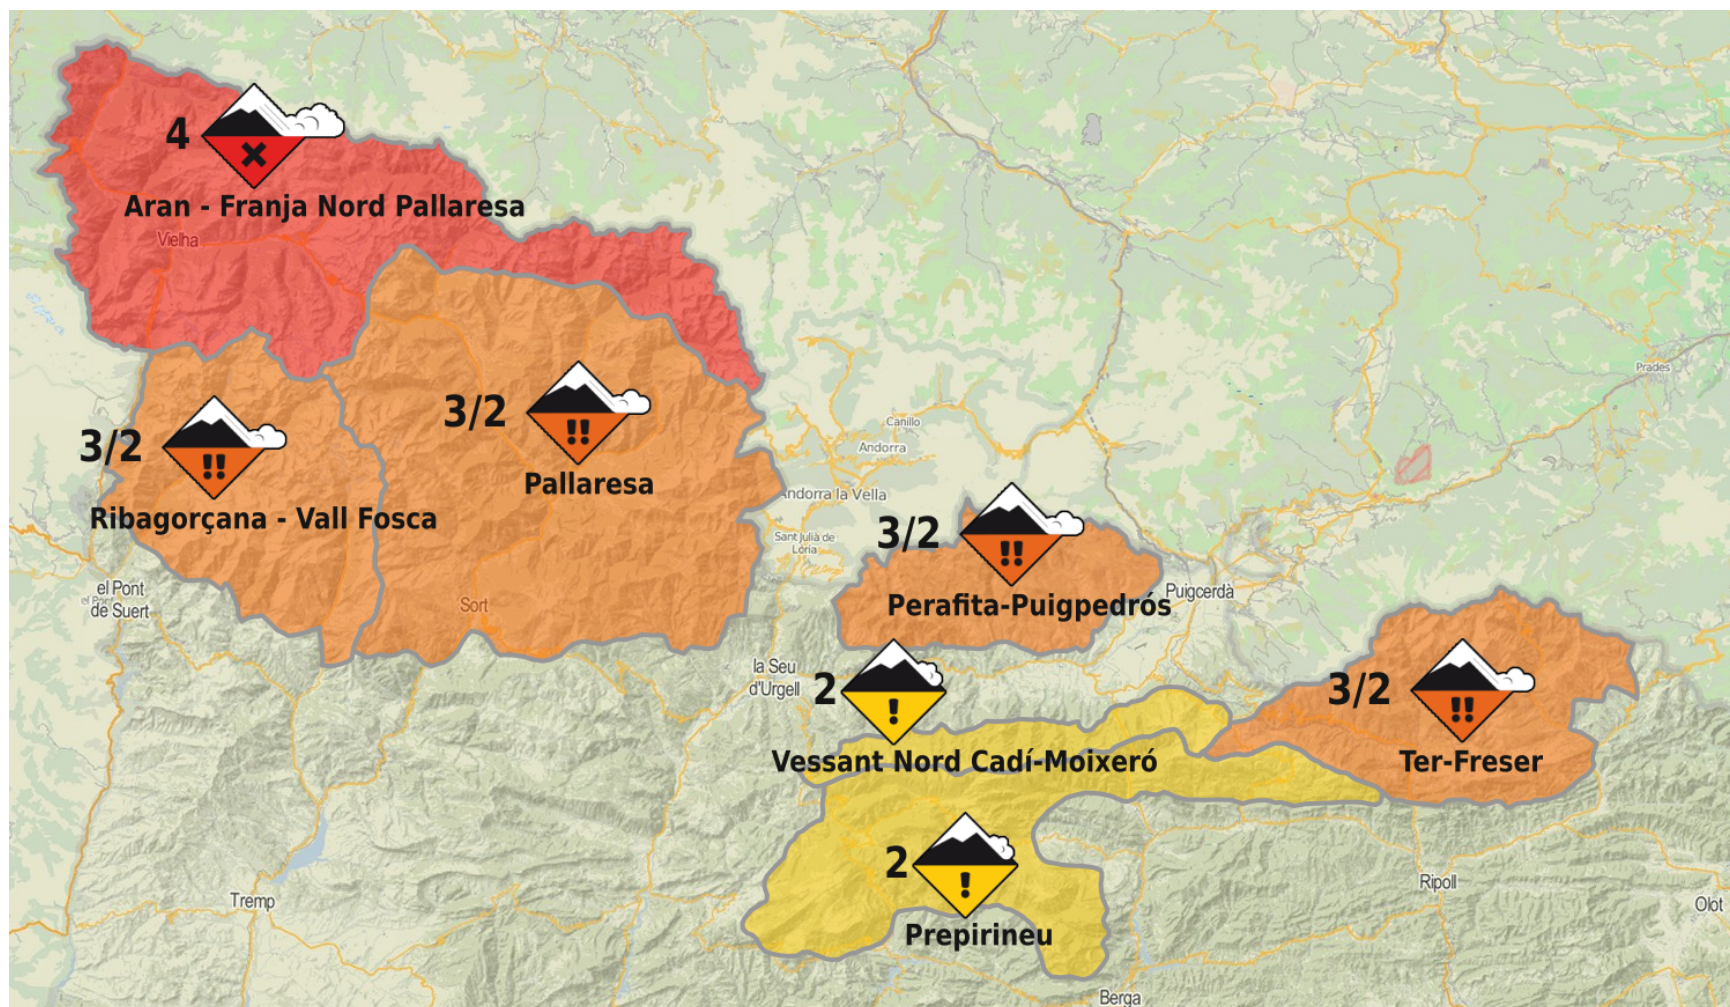 4
Aran - Franja Nord Pallaresa
Vielha
Prades
3/2
Pallaresa
3/2
Ribagorçana - Vall Fosca
Canillo
Andorra
Andorra la Vella
Sant Julià de
Lòria
3/2
Perafita-Puigpedrós
Puigcerdà
el Pont
de Suert
Sort
la Seu
d'Urgell
2
Vessant Nord Cadí-Moixeró
3/2
Ter-Freser
2
Prepirineu
Tremp
Ripoll
Olot
Berga